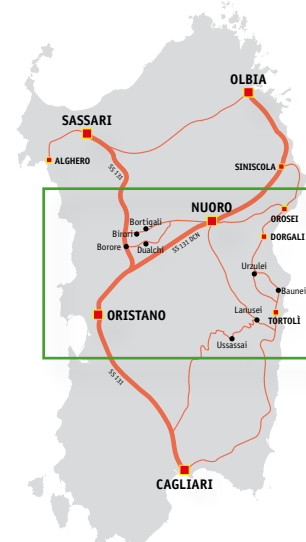 OLBIA
SASSARI
ALGHERO
SS 131
SINISCOLA
NUORO
OROSEI
Bortigali
Birori
DORGALI
Borore
Dualchi
SS 131 DCN
Urzulei
Baunei
Lanusei
ORISTANO
TORTOLÌ
Ussassai
SS 131
CAGLIARI